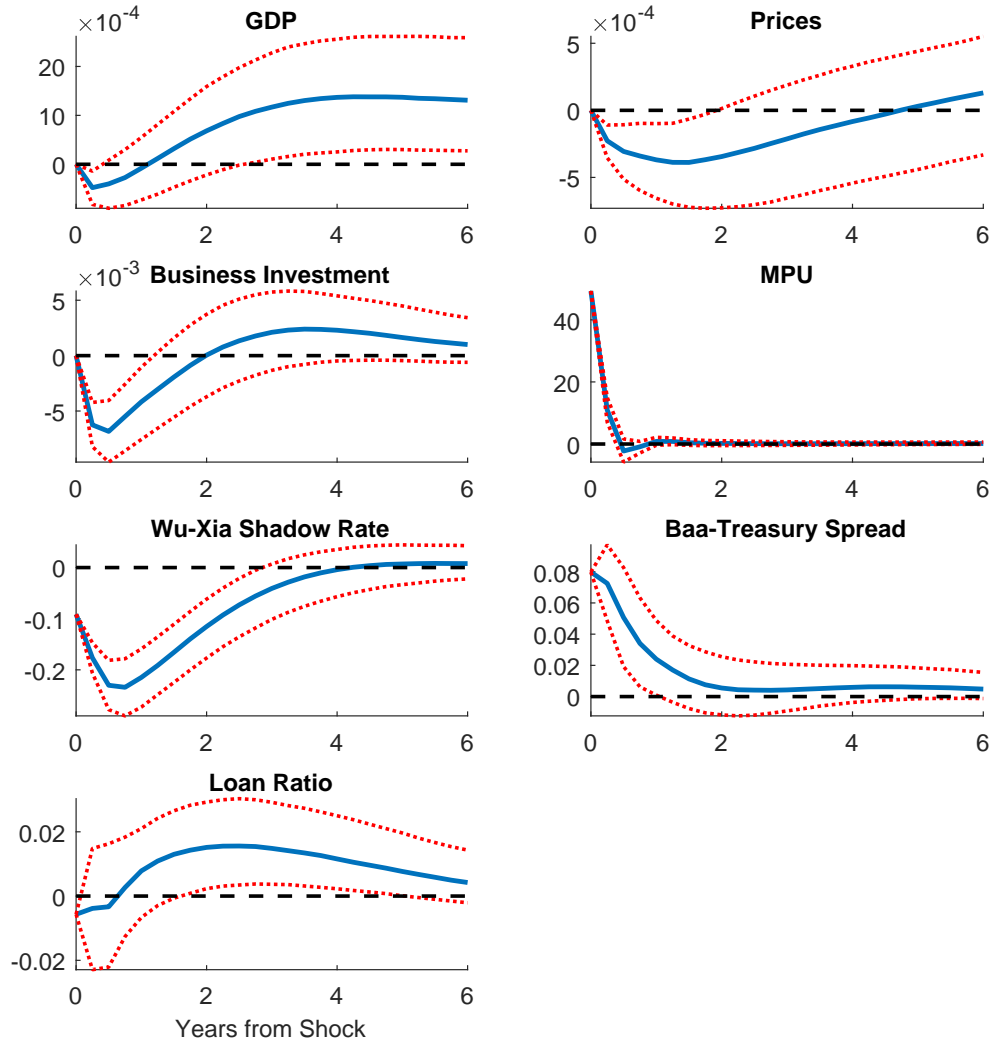 GDP
×10^-4
20
10
0
0 2 4 6
Prices
×10^-4
5
0
-5
0 2 4 6
Business Investment
×10^-3
5
0
-5
0 2 4 6
MPU
40
20
0
0 2 4 6
Wu-Xia Shadow Rate
0
-0.1
-0.2
0 2 4 6
Baa-Treasury Spread
0.08
0.06
0.04
0.02
0
0 2 4 6
Loan Ratio
0.02
0
-0.02
0 2 4 6
Years from Shock